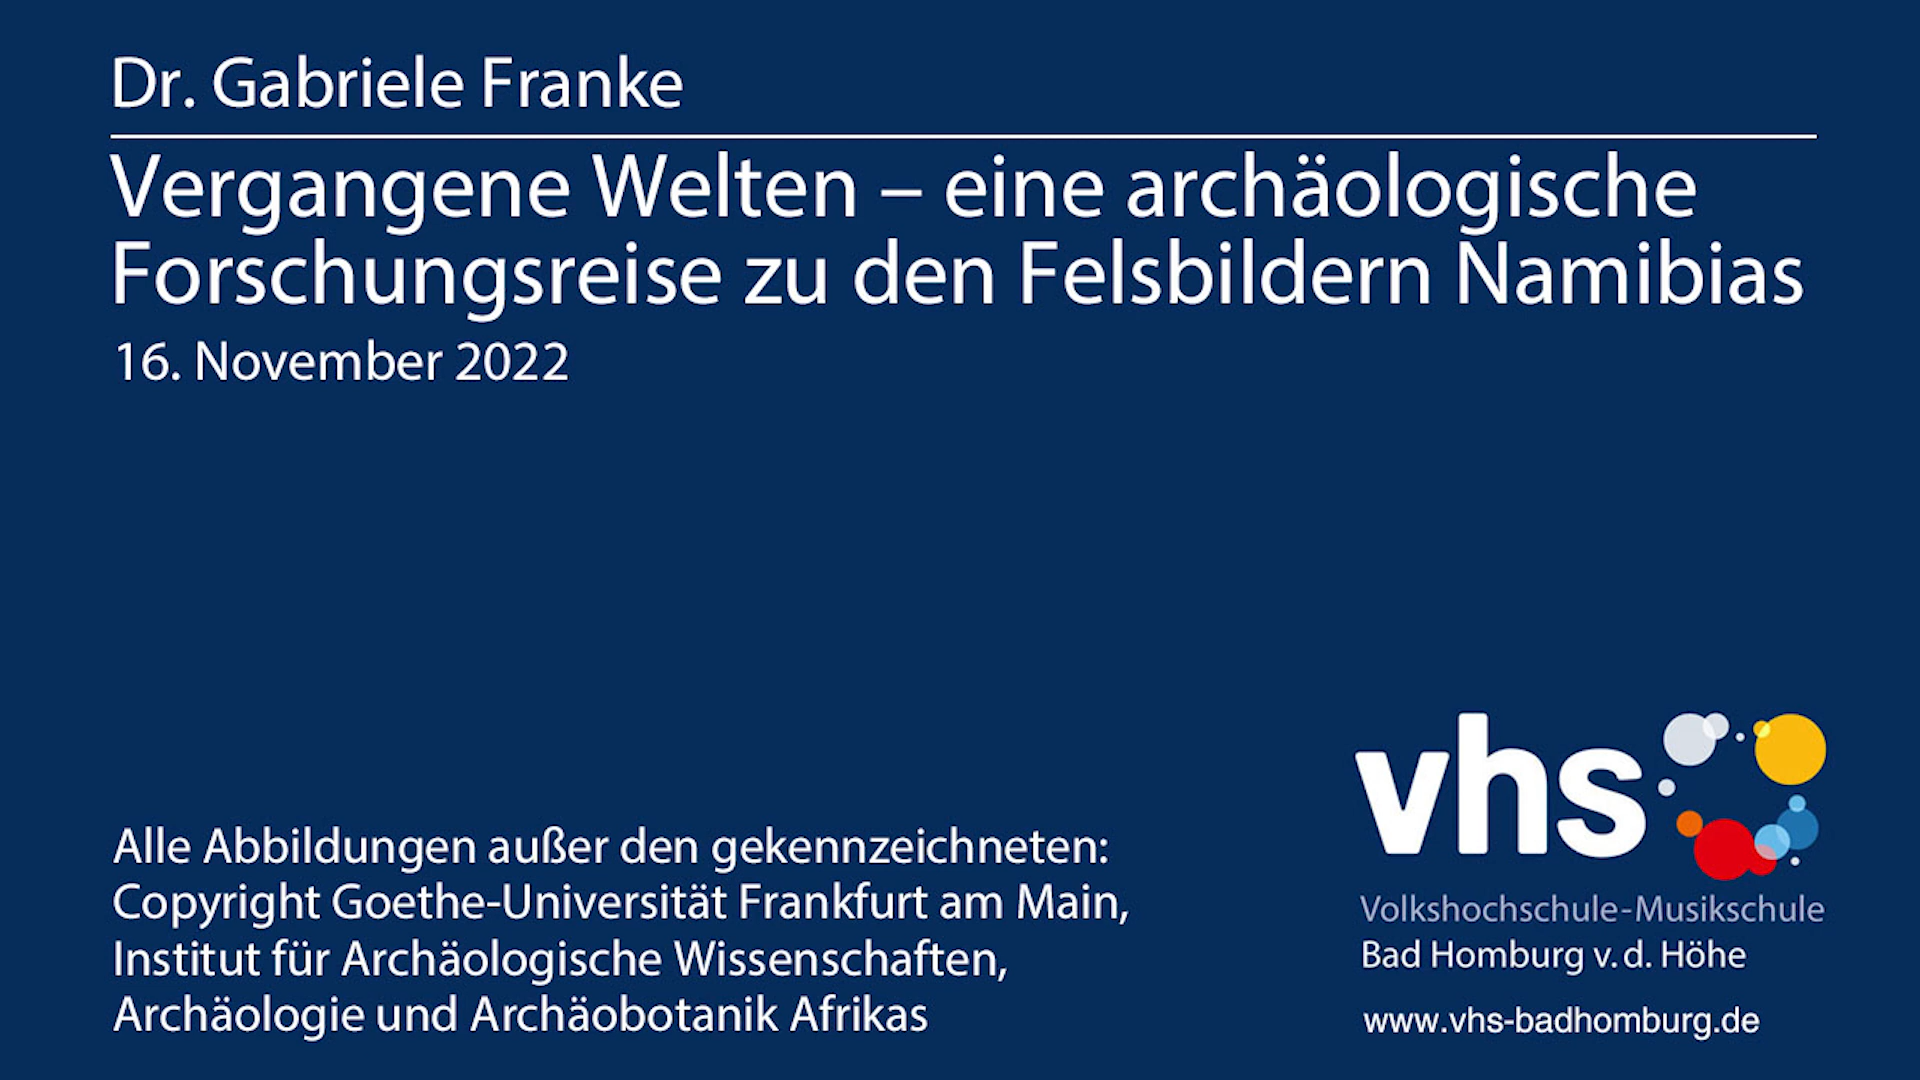 Dr. Gabriele Franke
Vergangene Welten – eine archäologische
Forschungsreise zu den Felsbildern Namibias
16. November 2022
Alle Abbildungen außer den gekennzeichneten:
Copyright Goethe-Universität Frankfurt am Main,
Institut für Archäologische Wissenschaften,
Archäologie und Archäobotanik Afrikas
vhs
Volkshochschule-Musikschule
Bad Homburg v. d. Höhe
www.vhs-badhomburg.de